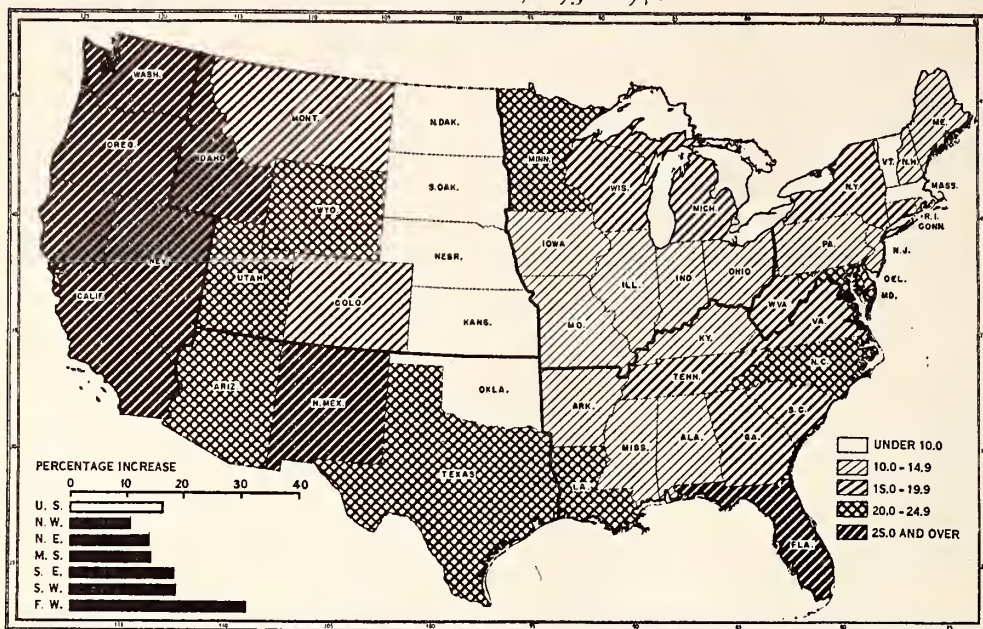 WASH.
MONT.
N.DAK.
MINN.
ME.
OREG.
IDAHO
VT.
N.H.
S.DAK.
WIS.
MICH.
N.Y.
MASS.
WYO.
R.I.
CONN.
IOWA
PA.
N.J.
NEV.
NEBR.
UTAH
ILL.
IND.
OHIO
DEL.
MD.
CALIF.
COLO.
W.VA.
VA.
KANS.
MO.
KY.
N.C.
ARIZ.
N.MEX.
OKLA.
ARK.
TENN.
S.C.
MISS.
ALA.
GA.
TEXAS
LA.
FLA.
UNDER 10.0
10.0-14.9
15.0-19.9
20.0-24.9
25.0 AND OVER
PERCENTAGE INCREASE
0 10 20 30 40
U. S.
N. W.
N. E.
M. S.
S. E.
S. W.
F. W.